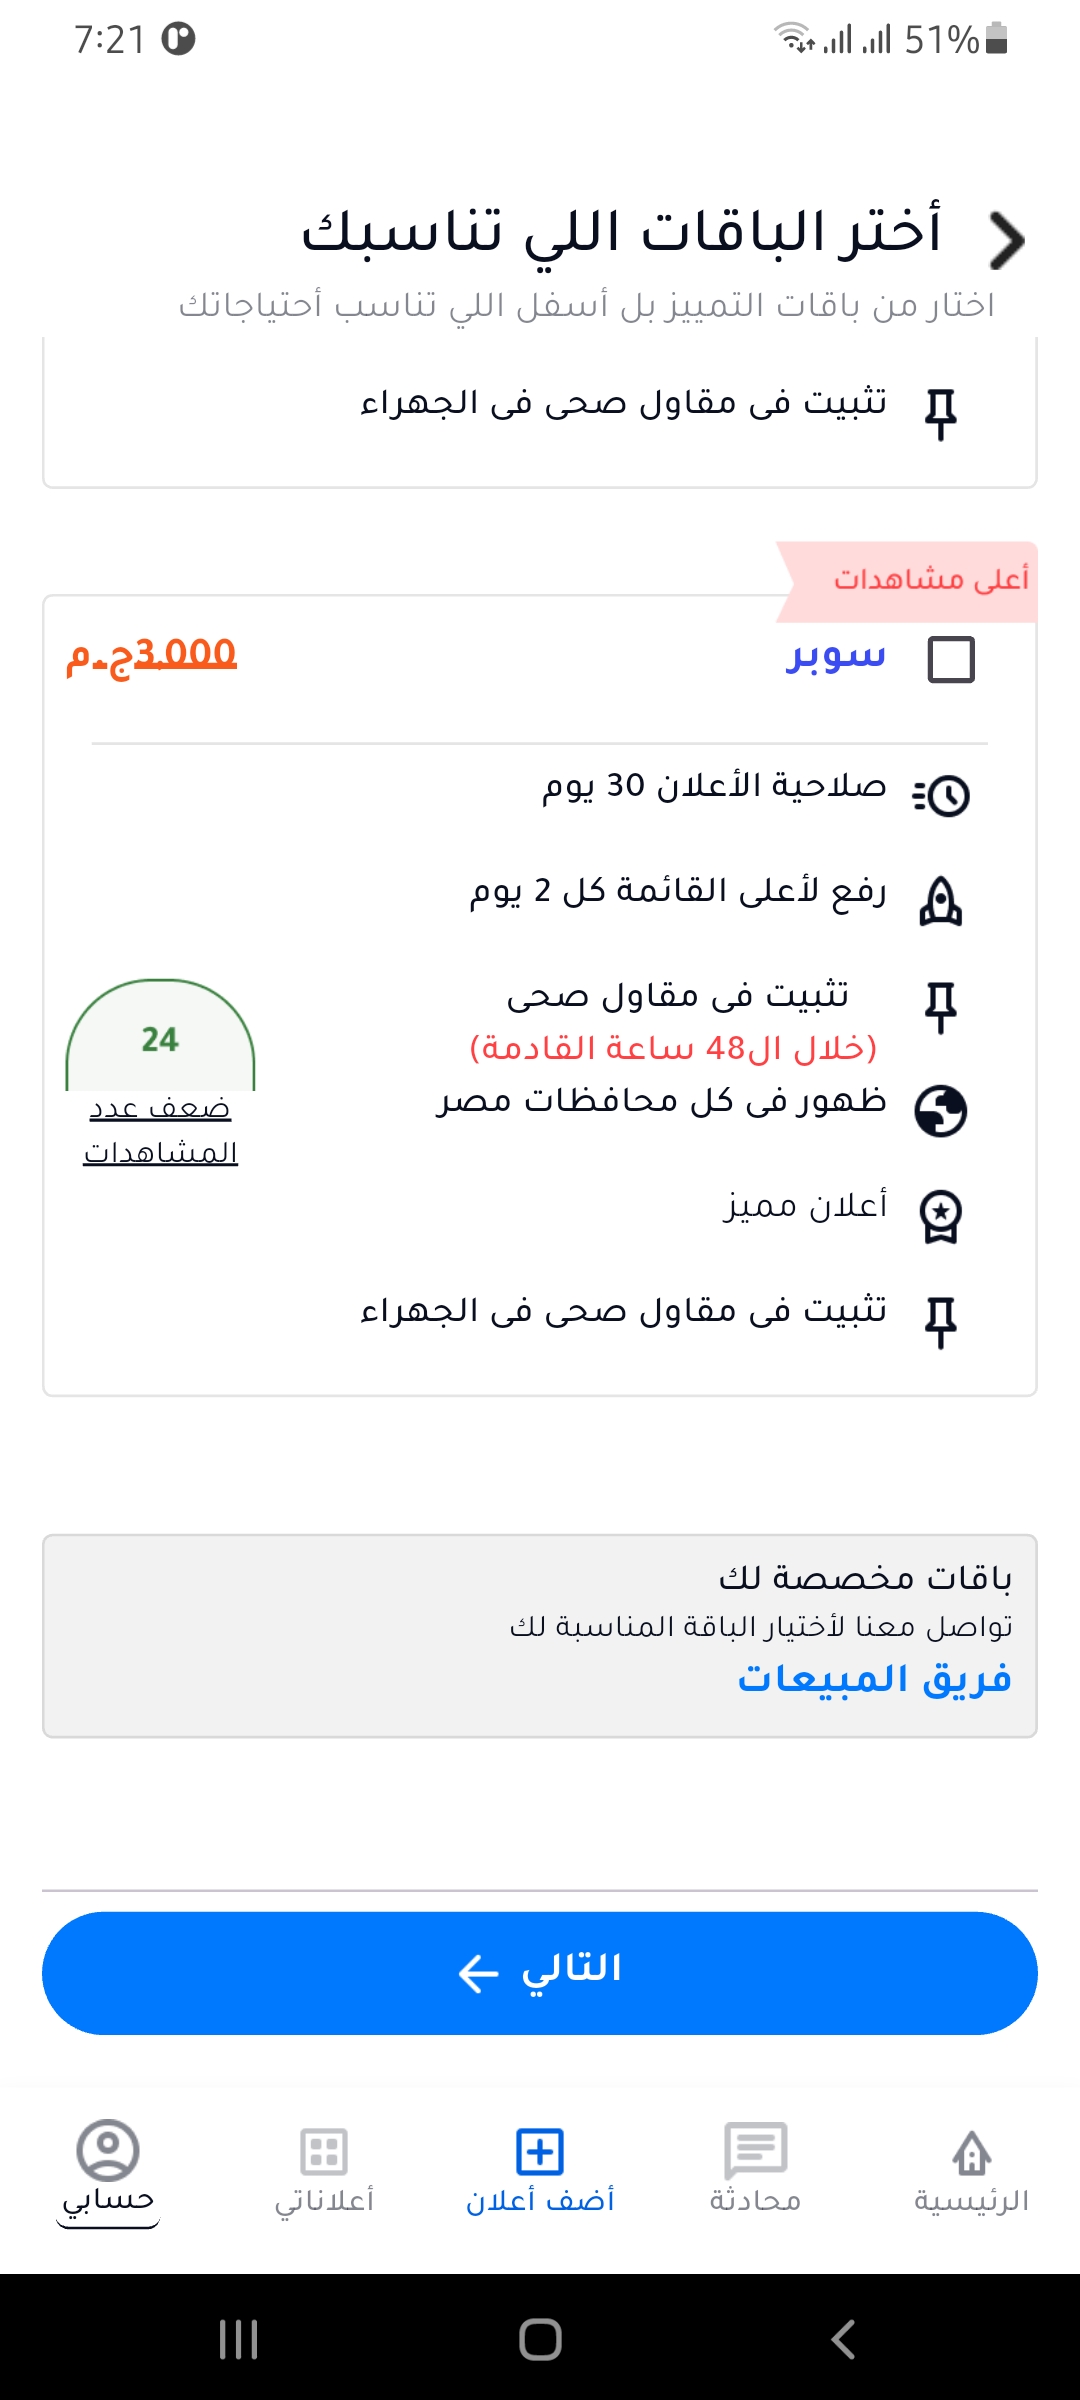 7:21
51%
أختر الباقات اللي تناسبك
اختار من باقات التمييز بل أسفل اللي تناسب أحتياجاتك
تثبيت فى مقاول صحى فى الجهراء
أعلى مشاهدات
سوبر
3,000ج.م
صلاحية الأعلان 30 يوم
رفع لأعلى القائمة كل 2 يوم
تثبيت فى مقاول صحى
(خلال ال48 ساعة القادمة)
24
ضعف عدد
المشاهدات
ظهور فى كل محافظات مصر
أعلان مميز
تثبيت فى مقاول صحى فى الجهراء
باقات مخصصة لك
تواصل معنا لأختيار الباقة المناسبة لك
فريق المبيعات
التالي
الرئيسية
محادثة
أضف أعلان
أعلاناتي
حسابي